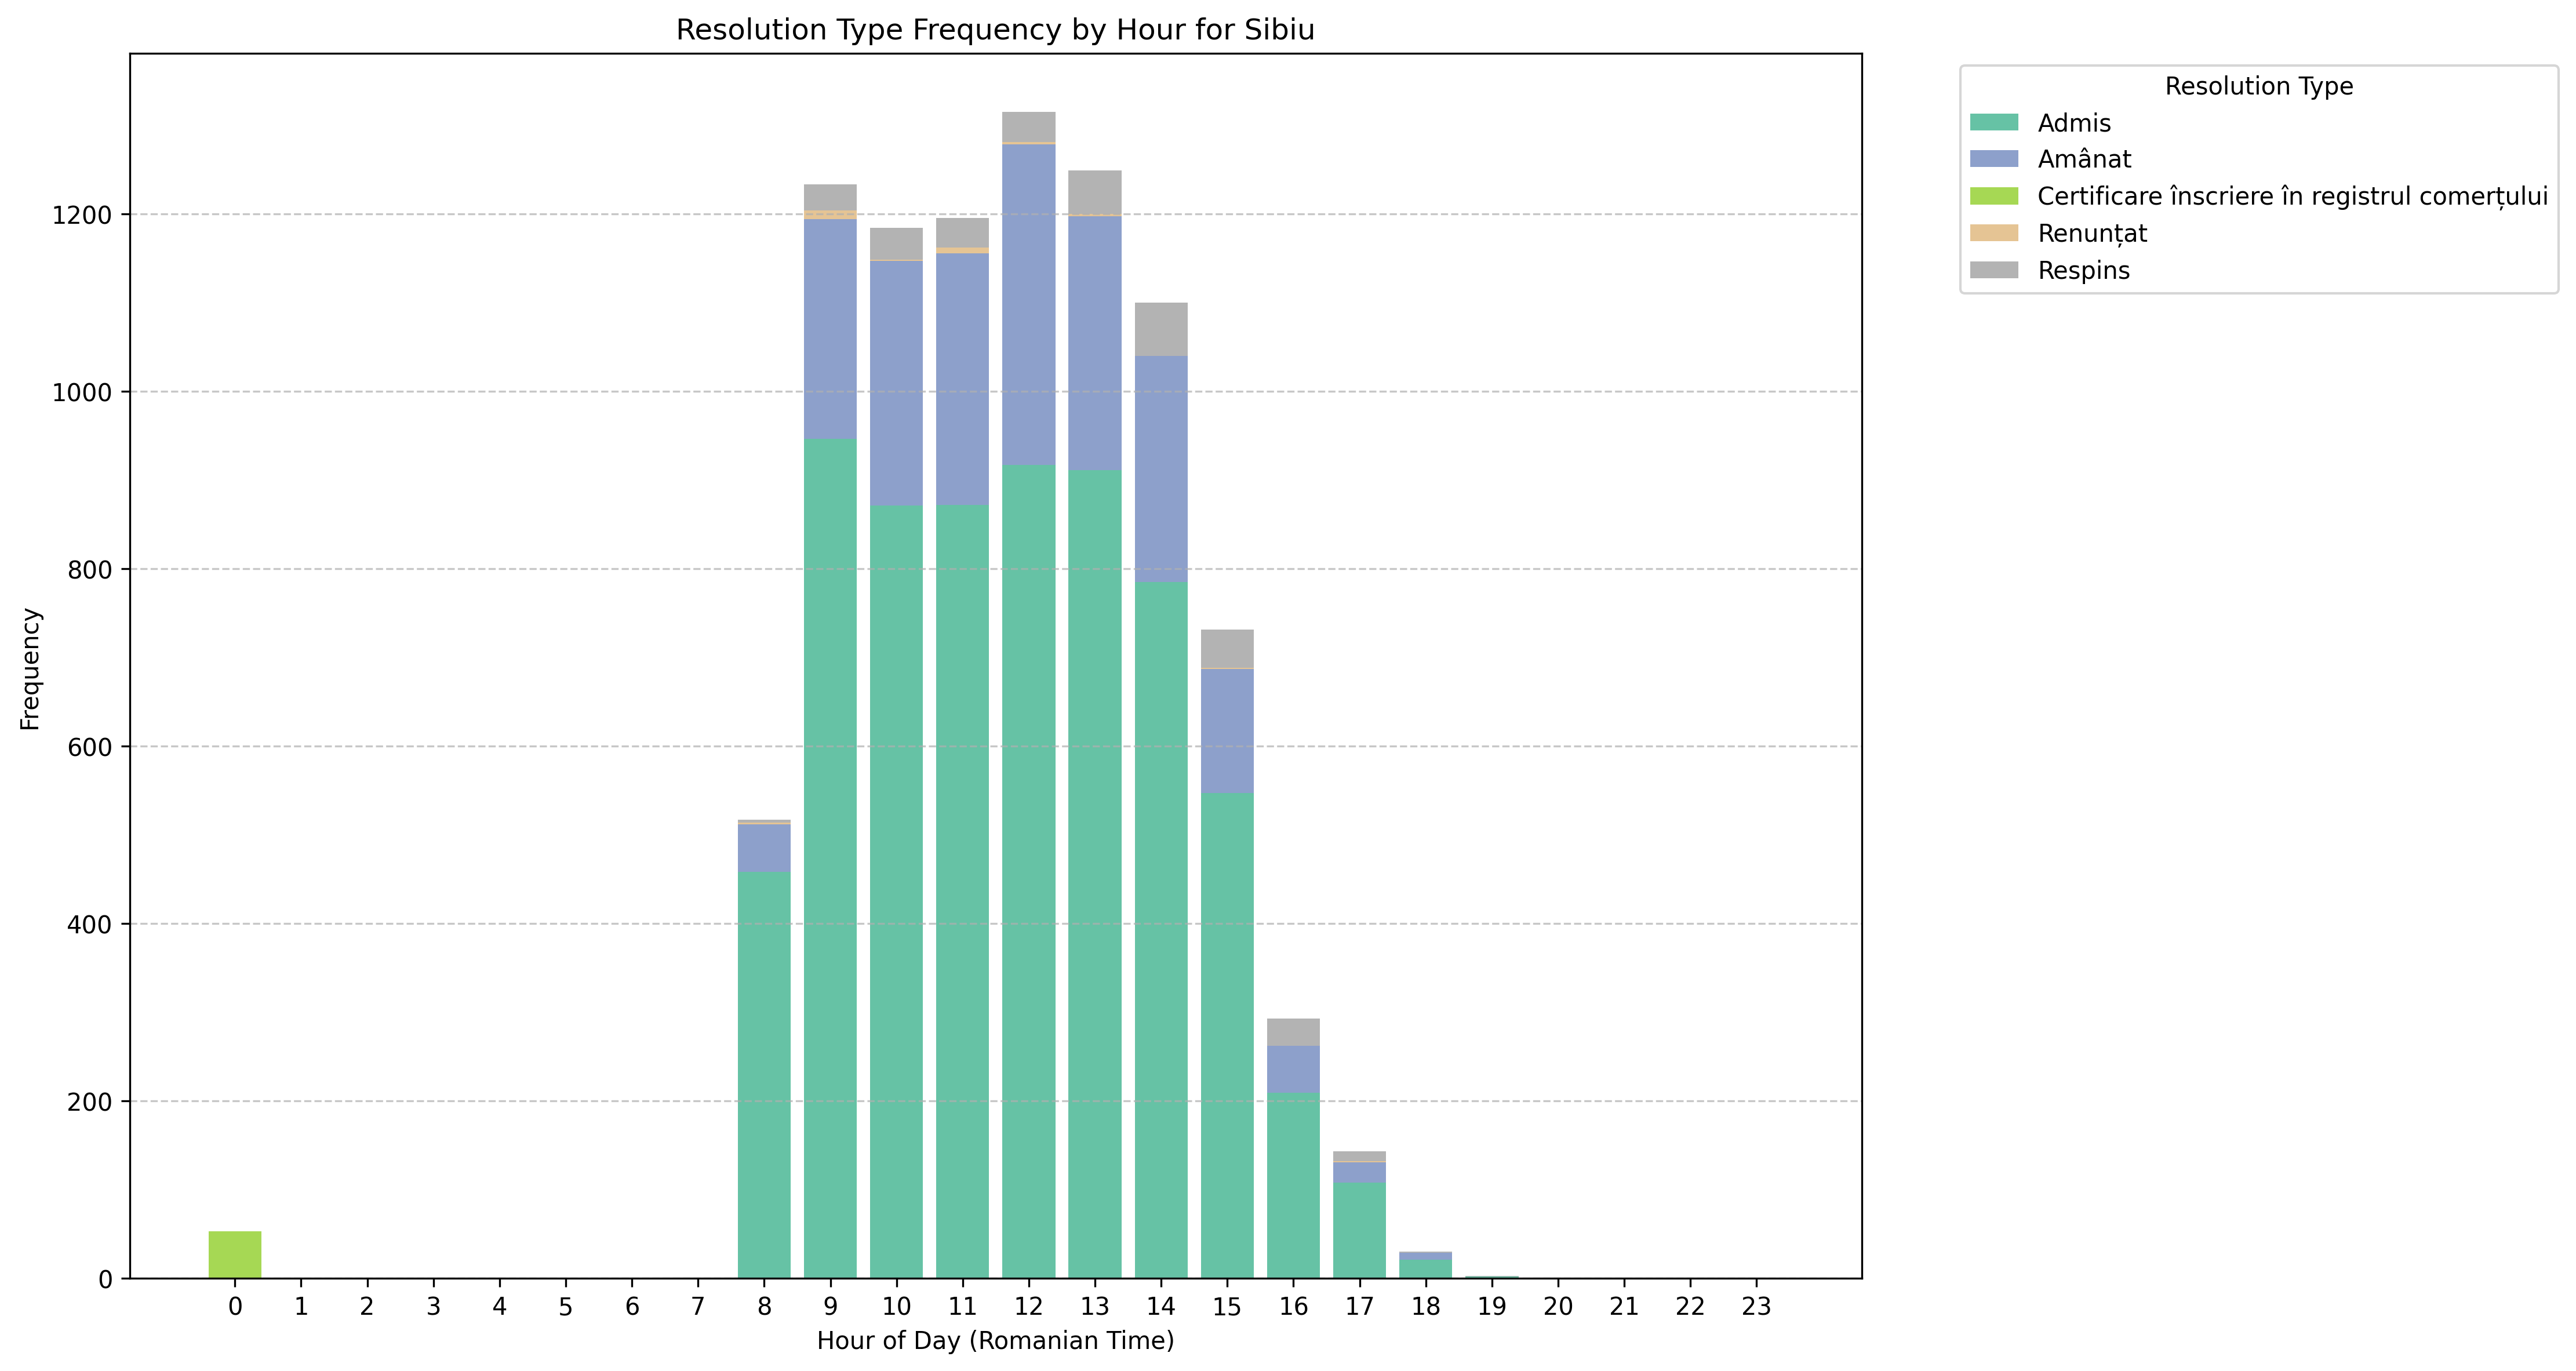 Resolution Type Frequency by Hour for Sibiu
Resolution Type
Admis
Amânat
Certificare înscriere în registrul comerțului
Renunțat
Respins
Frequency
1200
1000
800
600
400
200
0
0 1 2 3 4 5 6 7 8 9 10 11 12 13 14 15 16 17 18 19 20 21 22 23
Hour of Day (Romanian Time)